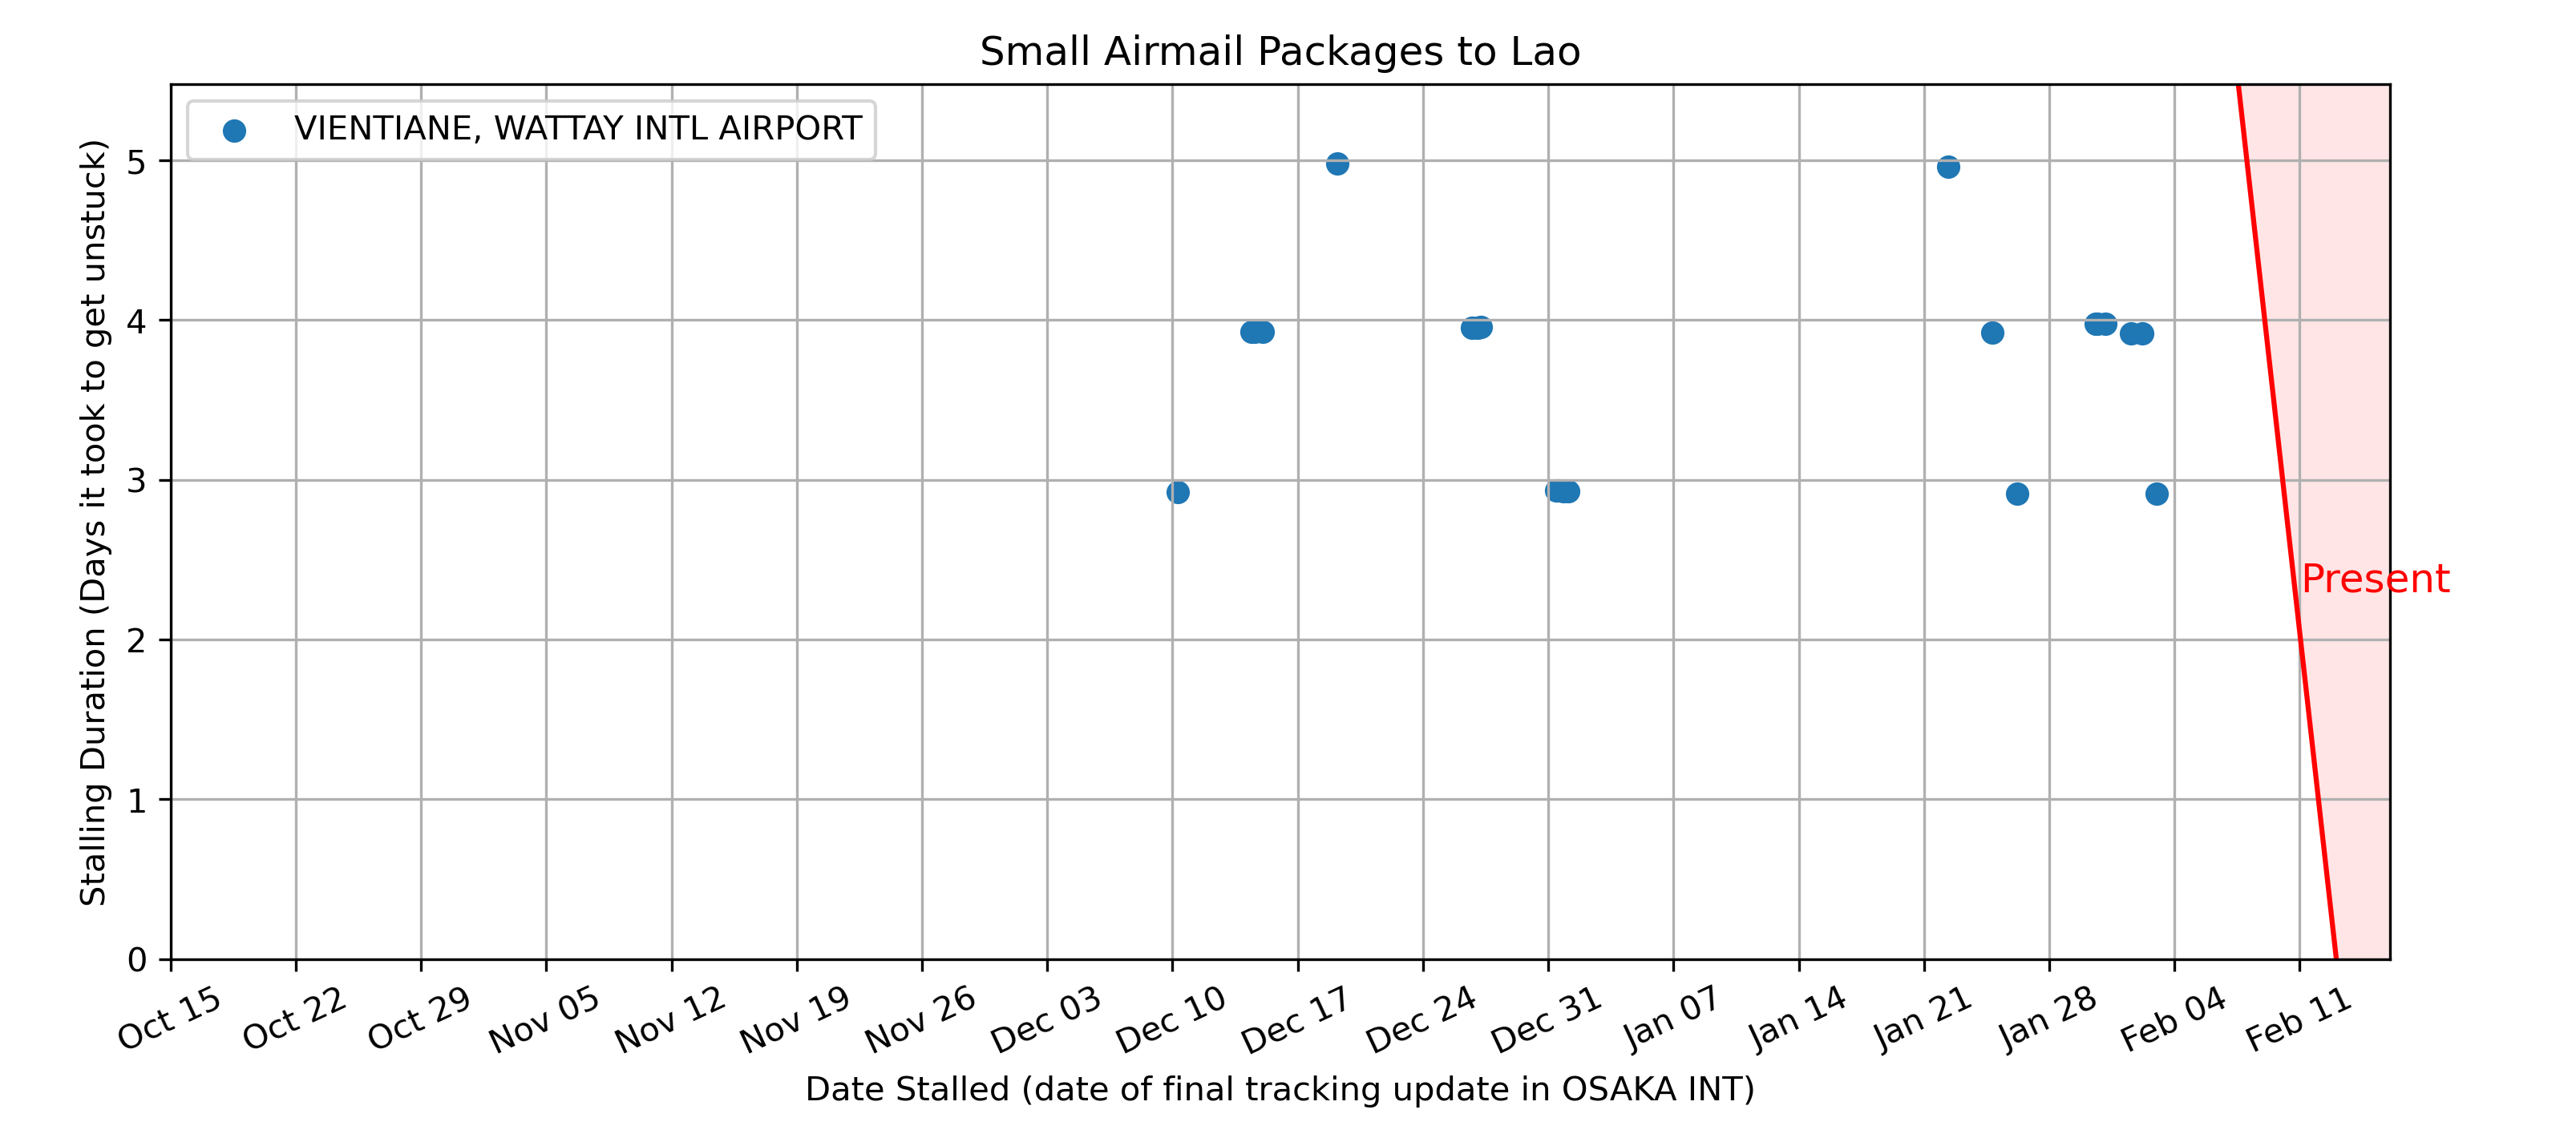 Small Airmail Packages to Lao
VIENTIANE, WATTAY INTL AIRPORT
Stalling Duration (Days it took to get unstuck)
5
4
3
2
1
0
Present
Oct 15
Oct 22
Oct 29
Nov 05
Nov 12
Nov 19
Nov 26
Dec 03
Dec 10
Dec 17
Dec 24
Dec 31
Jan 07
Jan 14
Jan 21
Jan 28
Feb 04
Feb 11
Date Stalled (date of final tracking update in OSAKA INT)